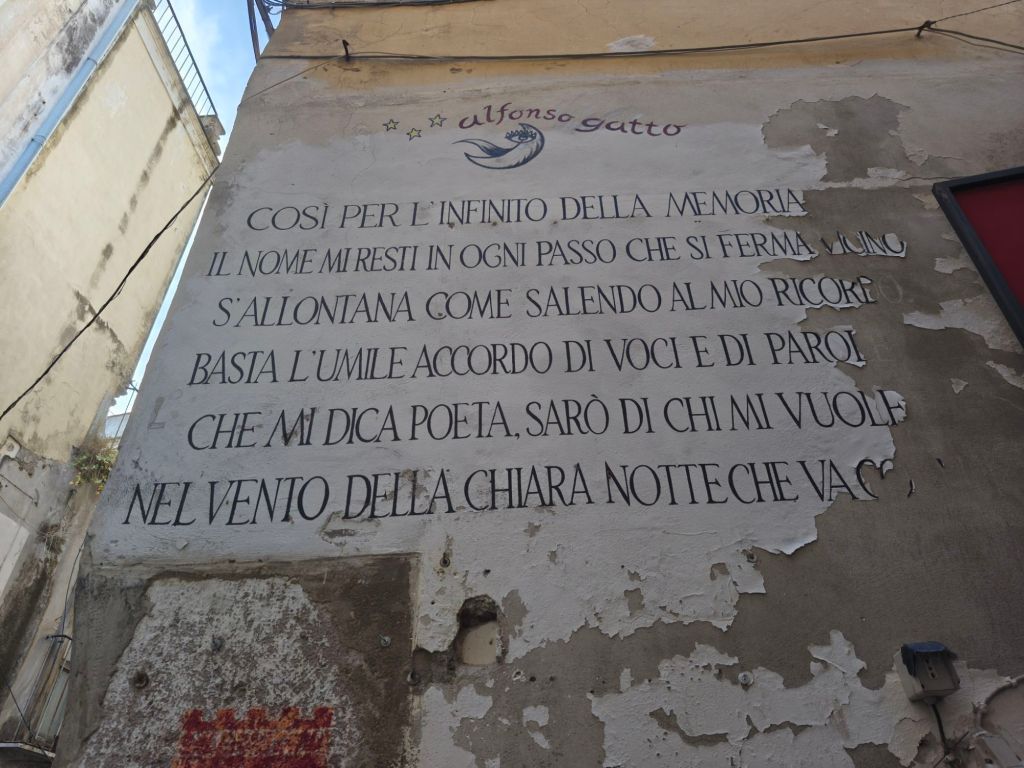 alfonso gatto
COSÌ PER L'INFINITO DELLA MEMORIA
IL NOME MI RESTI IN OGNI PASSO CHE SI FERMA VICINO
S'ALLONTANA COME SALENDO AL MIO
BASTA L'UMILE ACCORDO DI VOCI E DI
CHE MI DICA POETA, SARÒ DI CHI MI VUOLE
NEL VENTO DELLA CHIARA NOTTE CHE VA